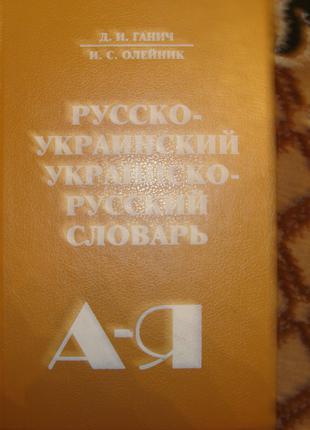 Д. И. ГАНИЧ
И. С. ОЛЕЙНИК
РУССКО-
УКРАИНСКИЙ
УКРАИНСКО-
РУССКИЙ
СЛОВАРЬ
А-Я